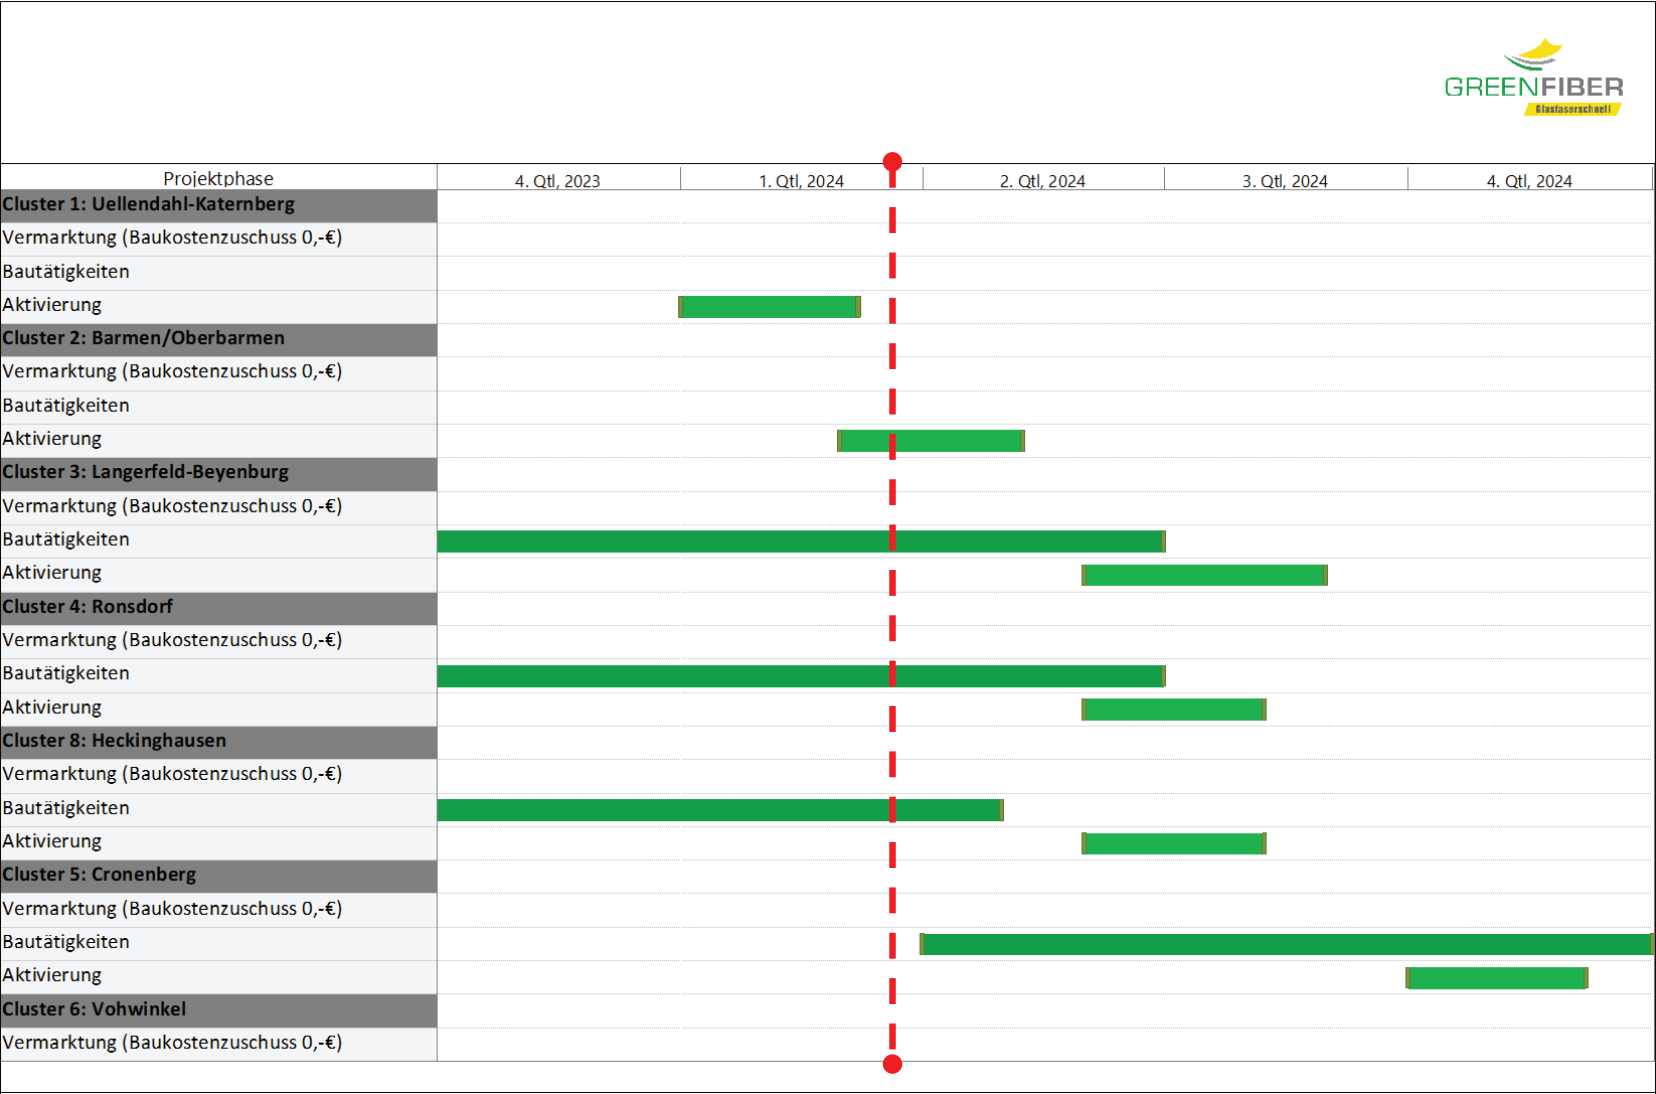 GREENFIBER
Glasfaserschnell
Projektphase 4. Qtl, 2023 1. Qtl, 2024 2. Qtl, 2024 3. Qtl, 2024 4. Qtl, 2024
Cluster 1: Uellendahl-Katernberg
Vermarktung (Baukostenzuschuss 0,-€)
Bautätigkeiten
Aktivierung
Cluster 2: Barmen/Oberbarmen
Vermarktung (Baukostenzuschuss 0,-€)
Bautätigkeiten
Aktivierung
Cluster 3: Langerfeld-Beyenburg
Vermarktung (Baukostenzuschuss 0,-€)
Bautätigkeiten
Aktivierung
Cluster 4: Ronsdorf
Vermarktung (Baukostenzuschuss 0,-€)
Bautätigkeiten
Aktivierung
Cluster 8: Heckinghausen
Vermarktung (Baukostenzuschuss 0,-€)
Bautätigkeiten
Aktivierung
Cluster 5: Cronenberg
Vermarktung (Baukostenzuschuss 0,-€)
Bautätigkeiten
Aktivierung
Cluster 6: Vohwinkel
Vermarktung (Baukostenzuschuss 0,-€)